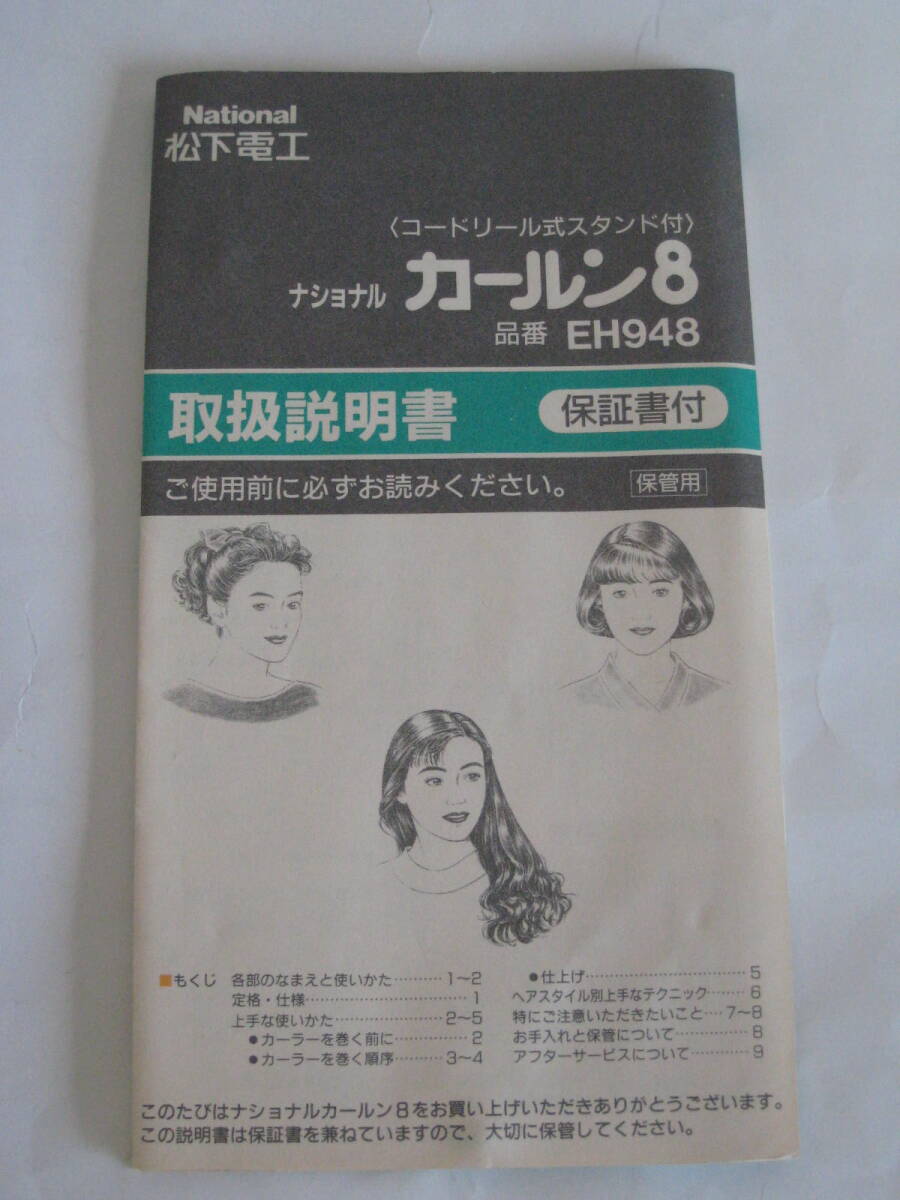 National
松下電工
〈コードリール式スタンド付〉
ナショナル カールン8
品番 EH948
取扱説明書 保証書付
ご使用前に必ずお読みください。 保管用
■もくじ 各部のなまえと使いかた………1〜2
定格・仕様……………………1
上手な使いかた……………2〜5
●カーラーを巻く前に…………2
●カーラーを巻く順序………3〜4
●仕上げ……………………5
ヘアスタイル別上手なテクニック……6
特にご注意いただきたいこと…7〜8
お手入れと保管について…………8
アフターサービスについて…………9
このたびはナショナルカールン8をお買い上げいただきありがとうございます。
この説明書は保証書を兼ねていますので、大切に保管してください。